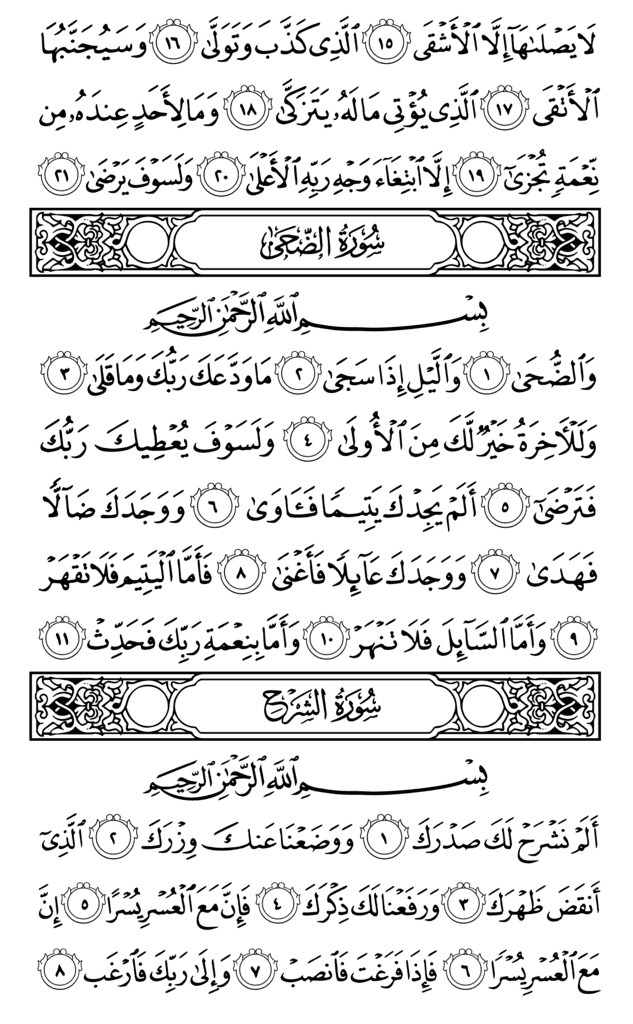 لَا يَصْلَىٰهَآ إِلَّا ٱلْأَشْقَى ١٥ ٱلَّذِى كَذَّبَ وَتَوَلَّىٰ ١٦ وَسَيُجَنَّبُهَا
ٱلْأَتْقَى ١٧ ٱلَّذِى يُؤْتِى مَالَهُۥ يَتَزَكَّىٰ ١٨ وَمَا لِأَحَدٍ عِندَهُۥ مِن
نِّعْمَةٍ تُجْزَىٰٓ ١٩ إِلَّا ٱبْتِغَآءَ وَجْهِ رَبِّهِ ٱلْأَعْلَىٰ ٢٠ وَلَسَوْفَ يَرْضَىٰ ٢١
سُورَةُ الضُّحَىٰ
بِسْمِ ٱللَّهِ ٱلرَّحْمَٰنِ ٱلرَّحِيمِ
وَٱلضُّحَىٰ ١ وَٱلَّيْلِ إِذَا سَجَىٰ ٢ مَا وَدَّعَكَ رَبُّكَ وَمَا قَلَىٰ ٣
وَلَلْأَخِرَةُ خَيْرٌ لَّكَ مِنَ ٱلْأُولَىٰ ٤ وَلَسَوْفَ يُعْطِيكَ رَبُّكَ
فَتَرْضَىٰٓ ٥ أَلَمْ يَجِدْكَ يَتِيمًا فَـَٔاوَىٰ ٦ وَوَجَدَكَ ضَآلًّا
فَهَدَىٰ ٧ وَوَجَدَكَ عَآئِلًا فَأَغْنَىٰ ٨ فَأَمَّا ٱلْيَتِيمَ فَلَا تَقْهَرْ
٩ وَأَمَّا ٱلسَّآئِلَ فَلَا تَنْهَرْ ١٠ وَأَمَّا بِنِعْمَةِ رَبِّكَ فَحَدِّثْ ١١
سُورَةُ الشَّرْحِ
بِسْمِ ٱللَّهِ ٱلرَّحْمَٰنِ ٱلرَّحِيمِ
أَلَمْ نَشْرَحْ لَكَ صَدْرَكَ ١ وَوَضَعْنَا عَنكَ وِزْرَكَ ٢ ٱلَّذِىٓ
أَنقَضَ ظَهْرَكَ ٣ وَرَفَعْنَا لَكَ ذِكْرَكَ ٤ فَإِنَّ مَعَ ٱلْعُسْرِ يُسْرًا ٥ إِنَّ
مَعَ ٱلْعُسْرِ يُسْرًا ٦ فَإِذَا فَرَغْتَ فَٱنصَبْ ٧ وَإِلَىٰ رَبِّكَ فَٱرْغَب ٨